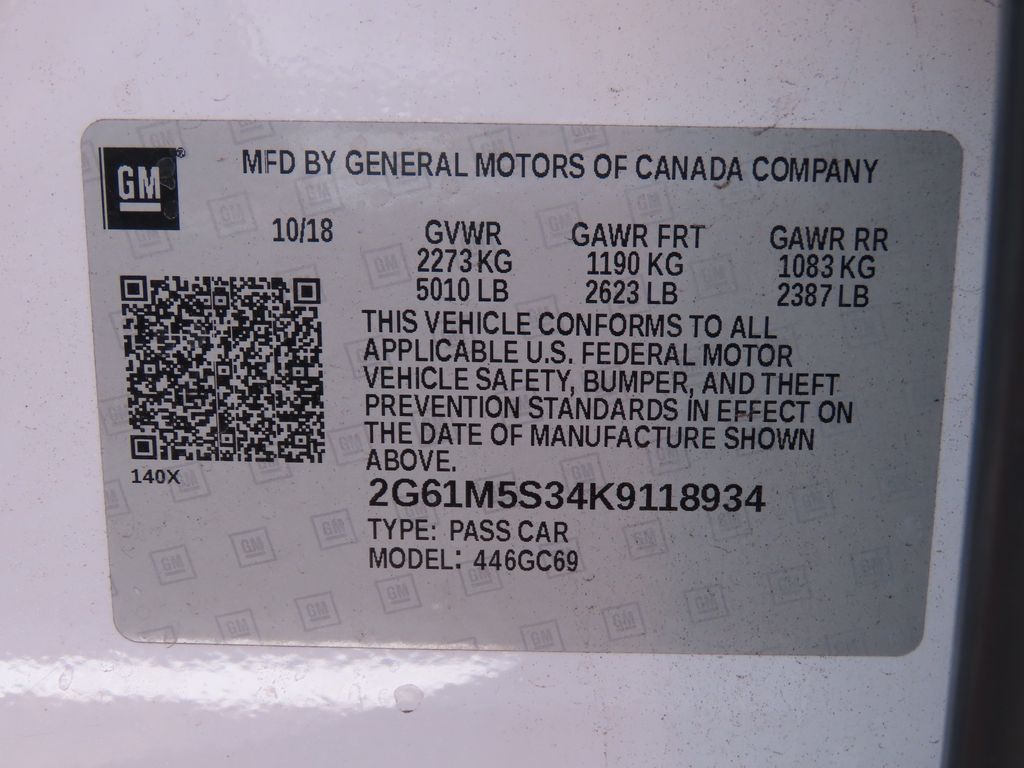 GM
MFD BY GENERAL MOTORS OF CANADA COMPANY
10/18 GVWR GAWR FRT GAWR RR
2273 KG 1190 KG 1083 KG
5010 LB 2623 LB 2387 LB
THIS VEHICLE CONFORMS TO ALL
APPLICABLE U.S. FEDERAL MOTOR
VEHICLE SAFETY, BUMPER, AND THEFT
PREVENTION STANDARDS IN EFFECT ON
THE DATE OF MANUFACTURE SHOWN
ABOVE.
140X
2G61M5S34K9118934
TYPE: PASS CAR
MODEL: 446GC69